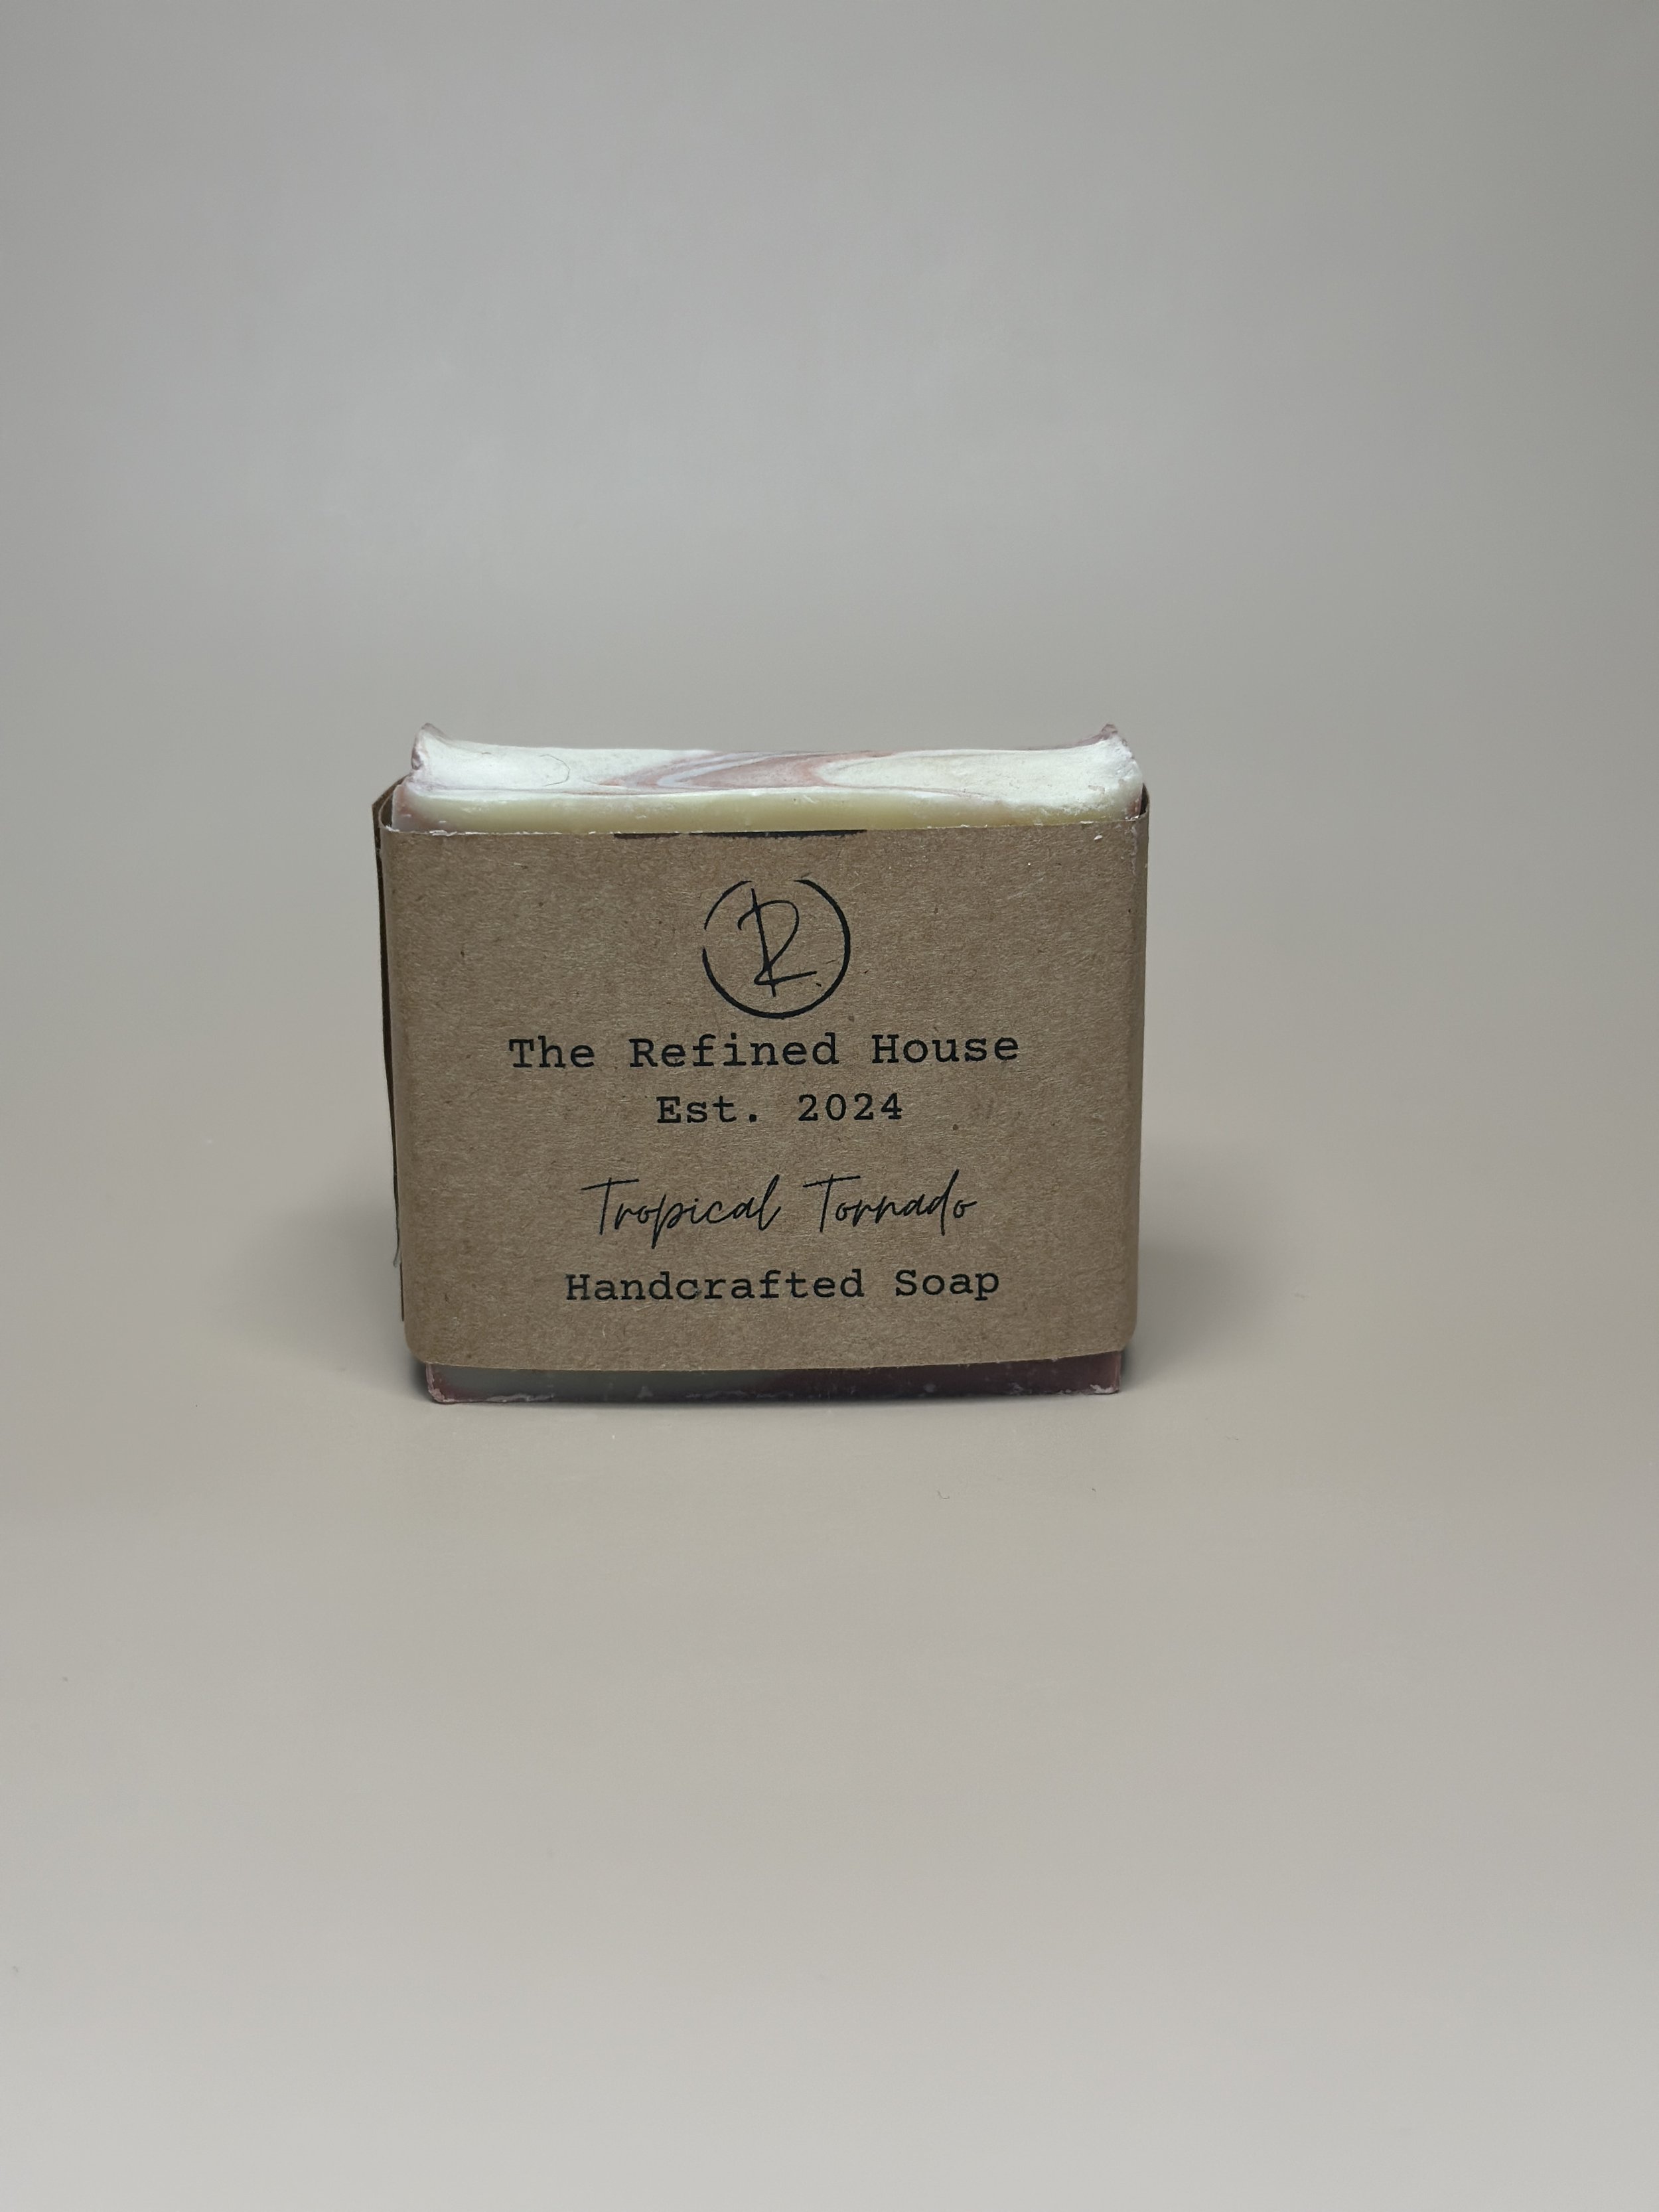 R
The Refined House
Est. 2024
Tropical Tornado
Handcrafted Soap